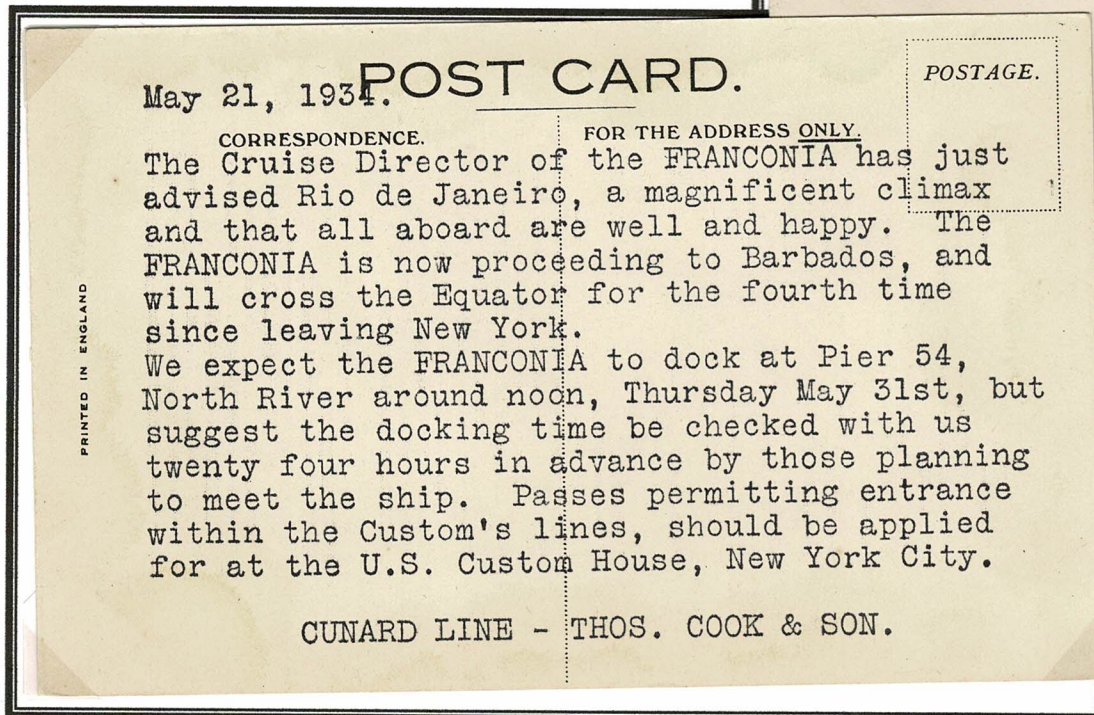 POST CARD.
POSTAGE.
May 21, 1934.
CORRESPONDENCE.
FOR THE ADDRESS ONLY.
The Cruise Director of the FRANCONIA has just
advised Rio de Janeiro, a magnificent climax
and that all aboard are well and happy. The
FRANCONIA is now proceeding to Barbados, and
will cross the Equator for the fourth time
since leaving New York.
We expect the FRANCONIA to dock at Pier 54,
North River around noon, Thursday May 31st, but
suggest the docking time be checked with us
twenty four hours in advance by those planning
to meet the ship. Passes permitting entrance
within the Custom's lines, should be applied
for at the U.S. Custom House, New York City.
CUNARD LINE - THOS. COOK & SON.
PRINTED IN ENGLAND